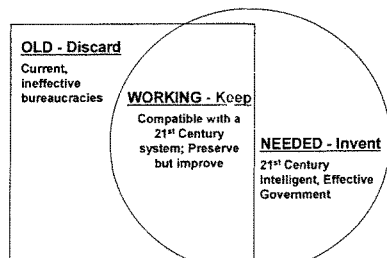 OLD - Discard
Current,
ineffective
bureaucracies
WORKING - Keep
Compatible with a
21st Century
system; Preserve
but improve
NEEDED - Invent
21st Century
Intelligent, Effective
Government